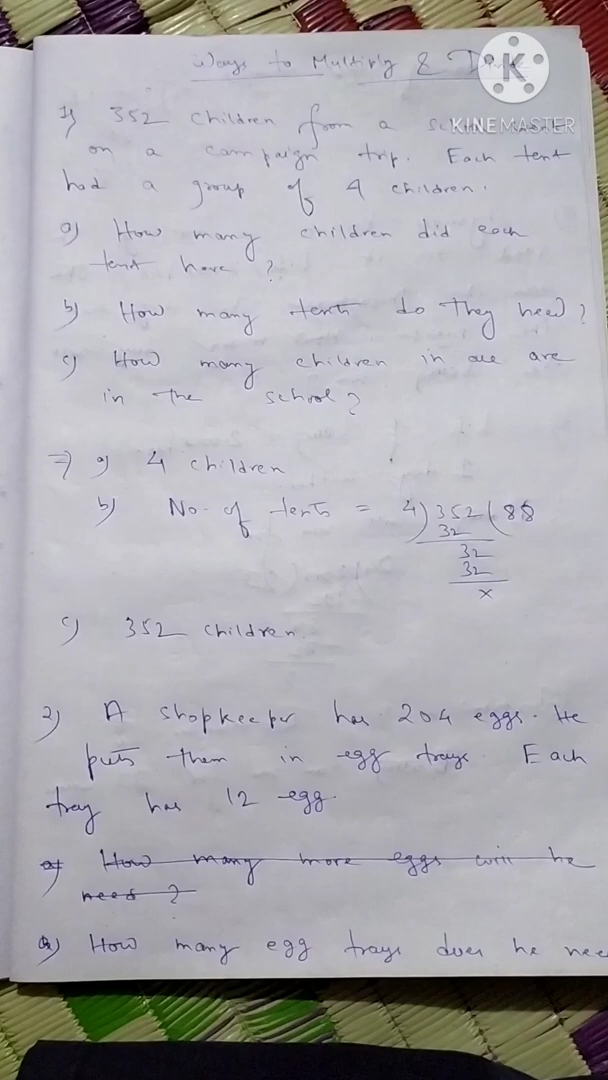 Ways to Multiply &
K
KINEMASTER
1) 352 children from a
on a campaign trip. Each tent
had a group of 4 children.
a) How many children did each
tent have?
b) How many tents do they need?
c) How many children in all are
in the school?
=) a) 4 children
b) No. of tents = 4) 352 ( 88
32
32
32
x
c) 352 children.
2) A shopkeeper has 204 eggs. He
puts them in egg trays. Each
tray has 12 egg.
a) How many more eggs will he
need?
a) How many egg trays does he nee